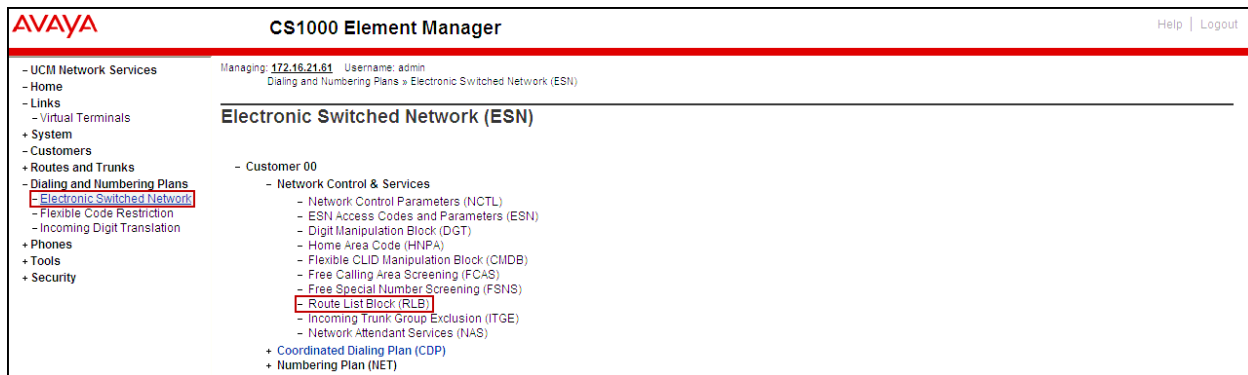 AVAYA
CS1000 Element Manager
Help | Logout
– UCM Network Services
– Home
– Links
– Virtual Terminals
+ System
– Customers
+ Routes and Trunks
– Dialing and Numbering Plans
– Electronic Switched Network
– Flexible Code Restriction
– Incoming Digit Translation
+ Phones
+ Tools
+ Security
Managing: 172.16.21.61 Username: admin
Dialing and Numbering Plans » Electronic Switched Network (ESN)
Electronic Switched Network (ESN)
– Customer 00
– Network Control & Services
– Network Control Parameters (NCTL)
– ESN Access Codes and Parameters (ESN)
– Digit Manipulation Block (DGT)
– Home Area Code (HNPA)
– Flexible CLID Manipulation Block (CMDB)
– Free Calling Area Screening (FCAS)
– Free Special Number Screening (FSNS)
– Route List Block (RLB)
– Incoming Trunk Group Exclusion (ITGE)
– Network Attendant Services (NAS)
+ Coordinated Dialing Plan (CDP)
+ Numbering Plan (NET)